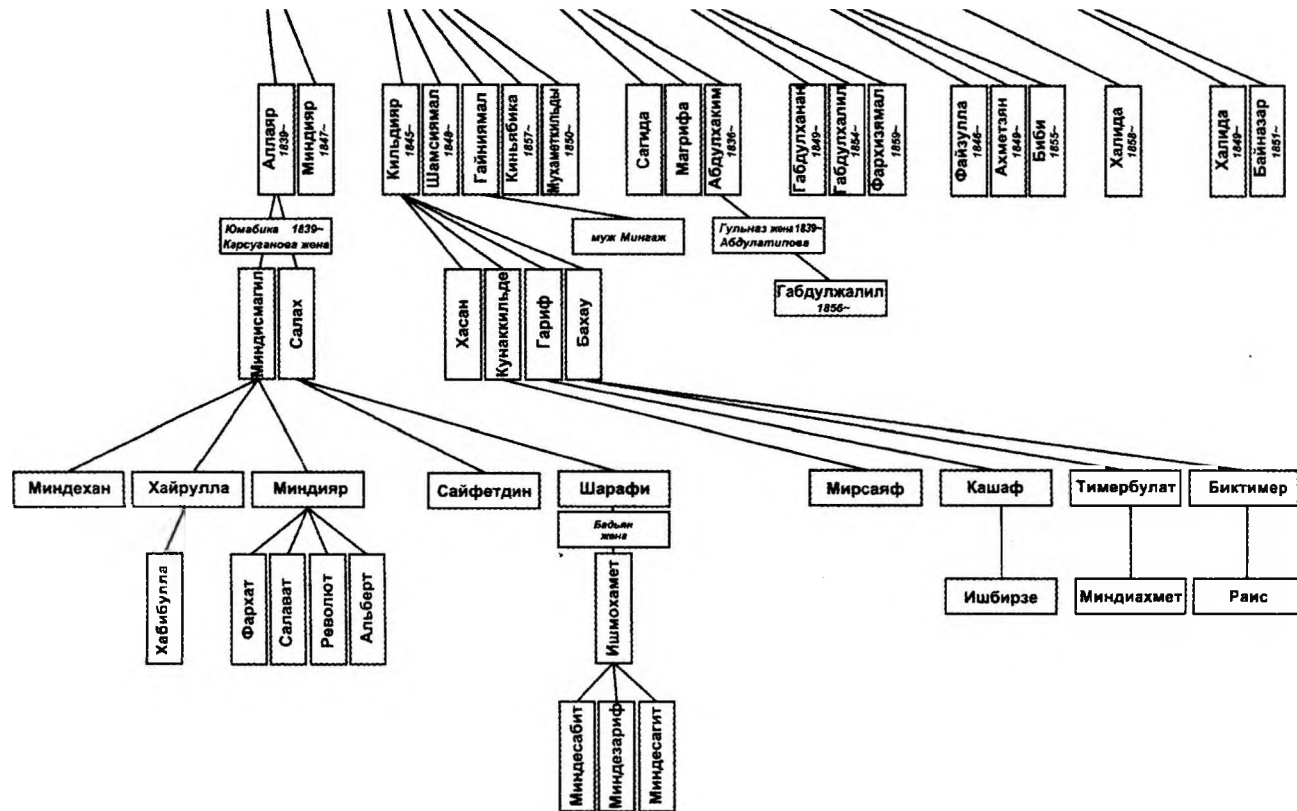 Аллаяр
1839~
Миндияр
1847~
Кильдияр
1845~
Шамсиямал
1848~
Гайниямал
Киньябика
1857~
Мухаметкильды
1850~
Сагида
Магрифа
Абдулхаким
1836~
Габдулханан
1849~
Габдулхалил
1854~
Фархизямал
1859~
Файзулла
1846~
Ахметзян
1849~
Биби
1855~
Халида
1858~
Халида
1849~
Байназар
1851~
Юмабика 1839~
Карсуганова жена
муж Мингаж
Гульназ жена 1839~
Абдулатипова
Миндисмагил
Салах
Хасан
Кунаккильде
Гариф
Бахау
Габдулжалил
1856~
Миндехан
Хайрулла
Миндияр
Сайфетдин
Шарафи
Мирсаяф
Кашаф
Тимербулат
Биктимер
Бадьян
жена
Хабибулла
Фархат
Салават
Револют
Альберт
Ишмохамет
Ишбирзе
Миндиахмет
Раис
Миндесабит
Миндезариф
Миндесагит